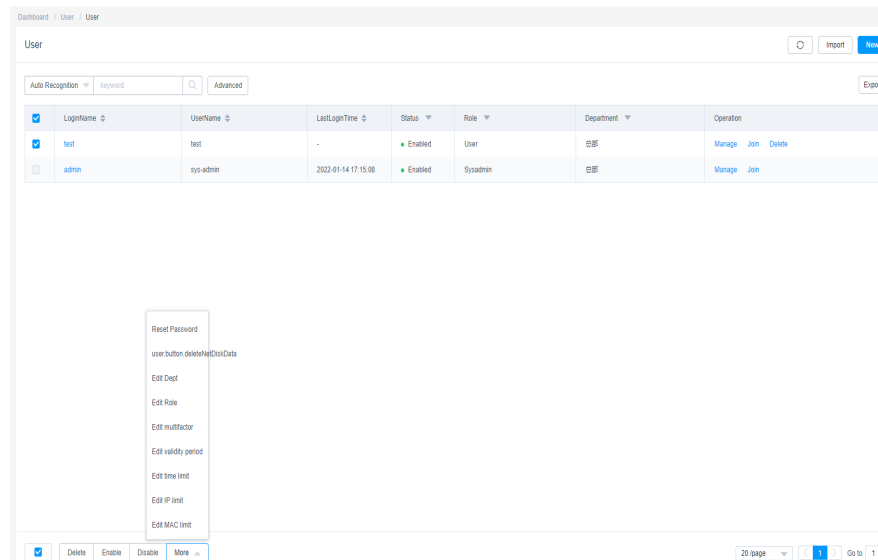 Dashboard / User / User
User
Import New
Auto Recognition keyword Advanced Expo
LoginName UserName LastLoginTime Status Role Department Operation
test test - Enabled User 总部 Manage Join Delete
admin sys-admin 2022-01-14 17:15:08 Enabled Sysadmin 总部 Manage Join
Reset Password
user.button.deleteNetDiskData
Edit Dept
Edit Role
Edit multifactor
Edit validity period
Edit time limit
Edit IP limit
Edit MAC limit
Delete Enable Disable More 20 /page 1 Go to 1